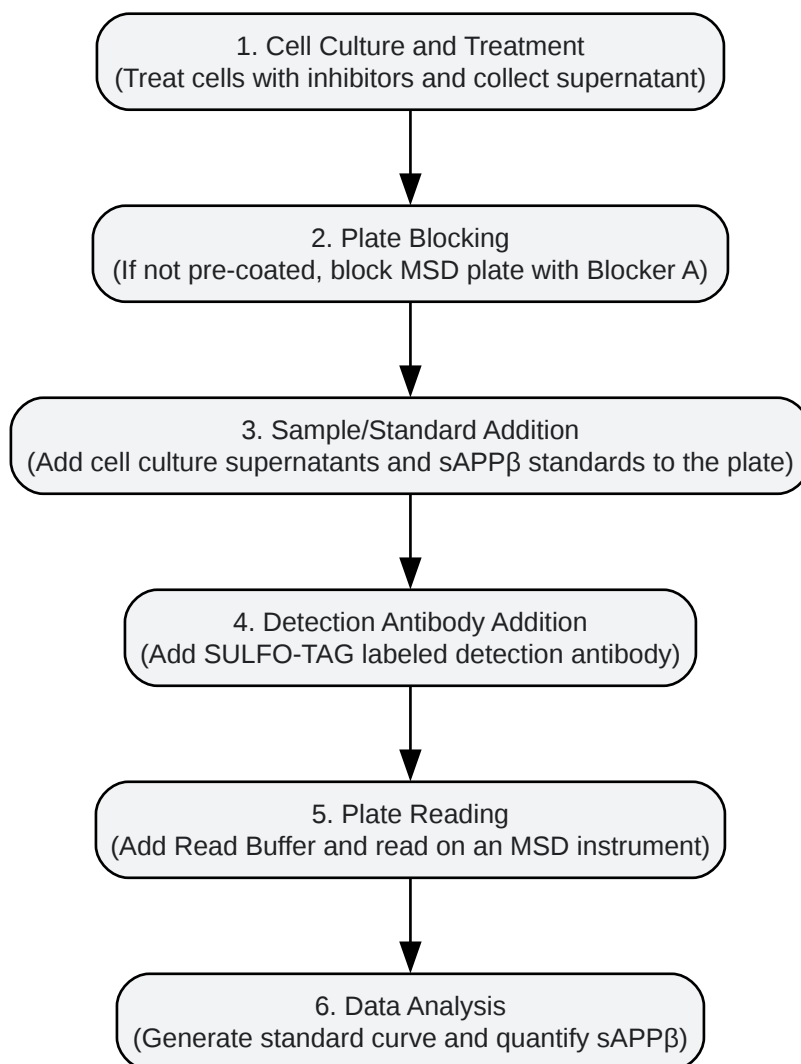 1. Cell Culture and Treatment
(Treat cells with inhibitors and collect supernatant)
2. Plate Blocking
(If not pre-coated, block MSD plate with Blocker A)
3. Sample/Standard Addition
(Add cell culture supernatants and sAPPβ standards to the plate)
4. Detection Antibody Addition
(Add SULFO-TAG labeled detection antibody)
5. Plate Reading
(Add Read Buffer and read on an MSD instrument)
6. Data Analysis
(Generate standard curve and quantify sAPPβ)